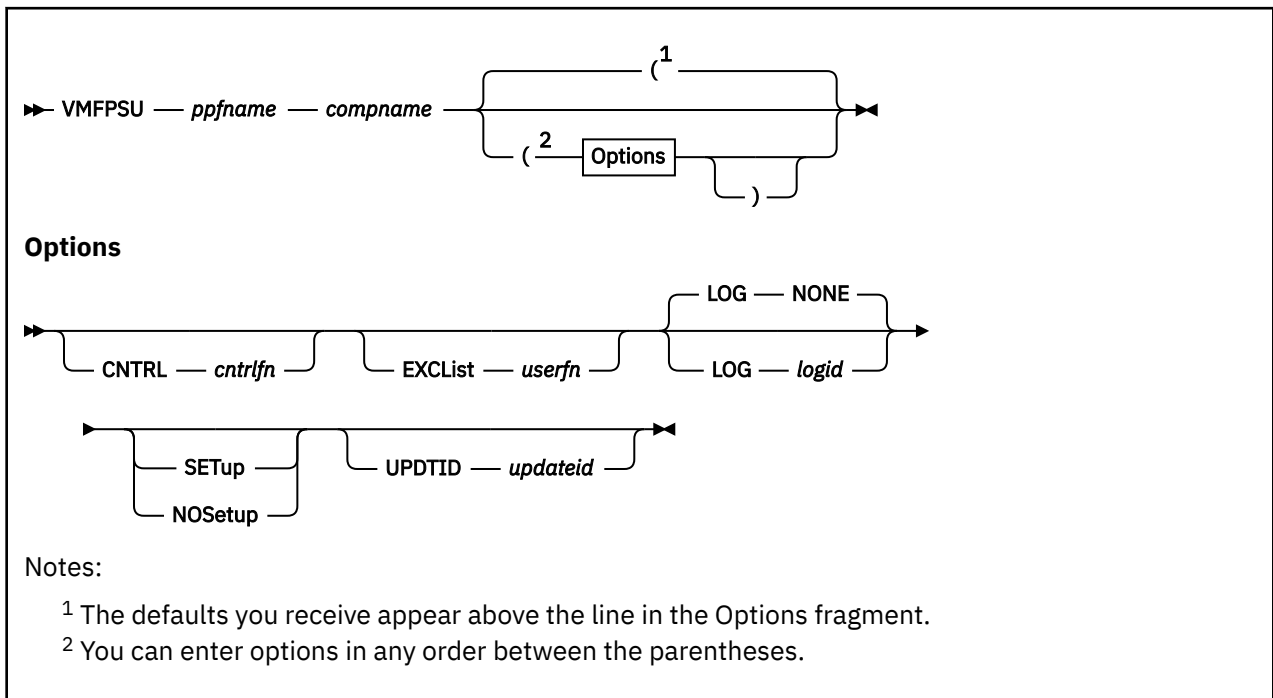 ( 1
VMFPSU ppfname compname
( 2 Options
)
Options
LOG NONE
CNTRL cntrlfn EXCList userfn LOG logid
SETup UPDTID updateid
NOSetup
Notes:
1 The defaults you receive appear above the line in the Options fragment.
2 You can enter options in any order between the parentheses.